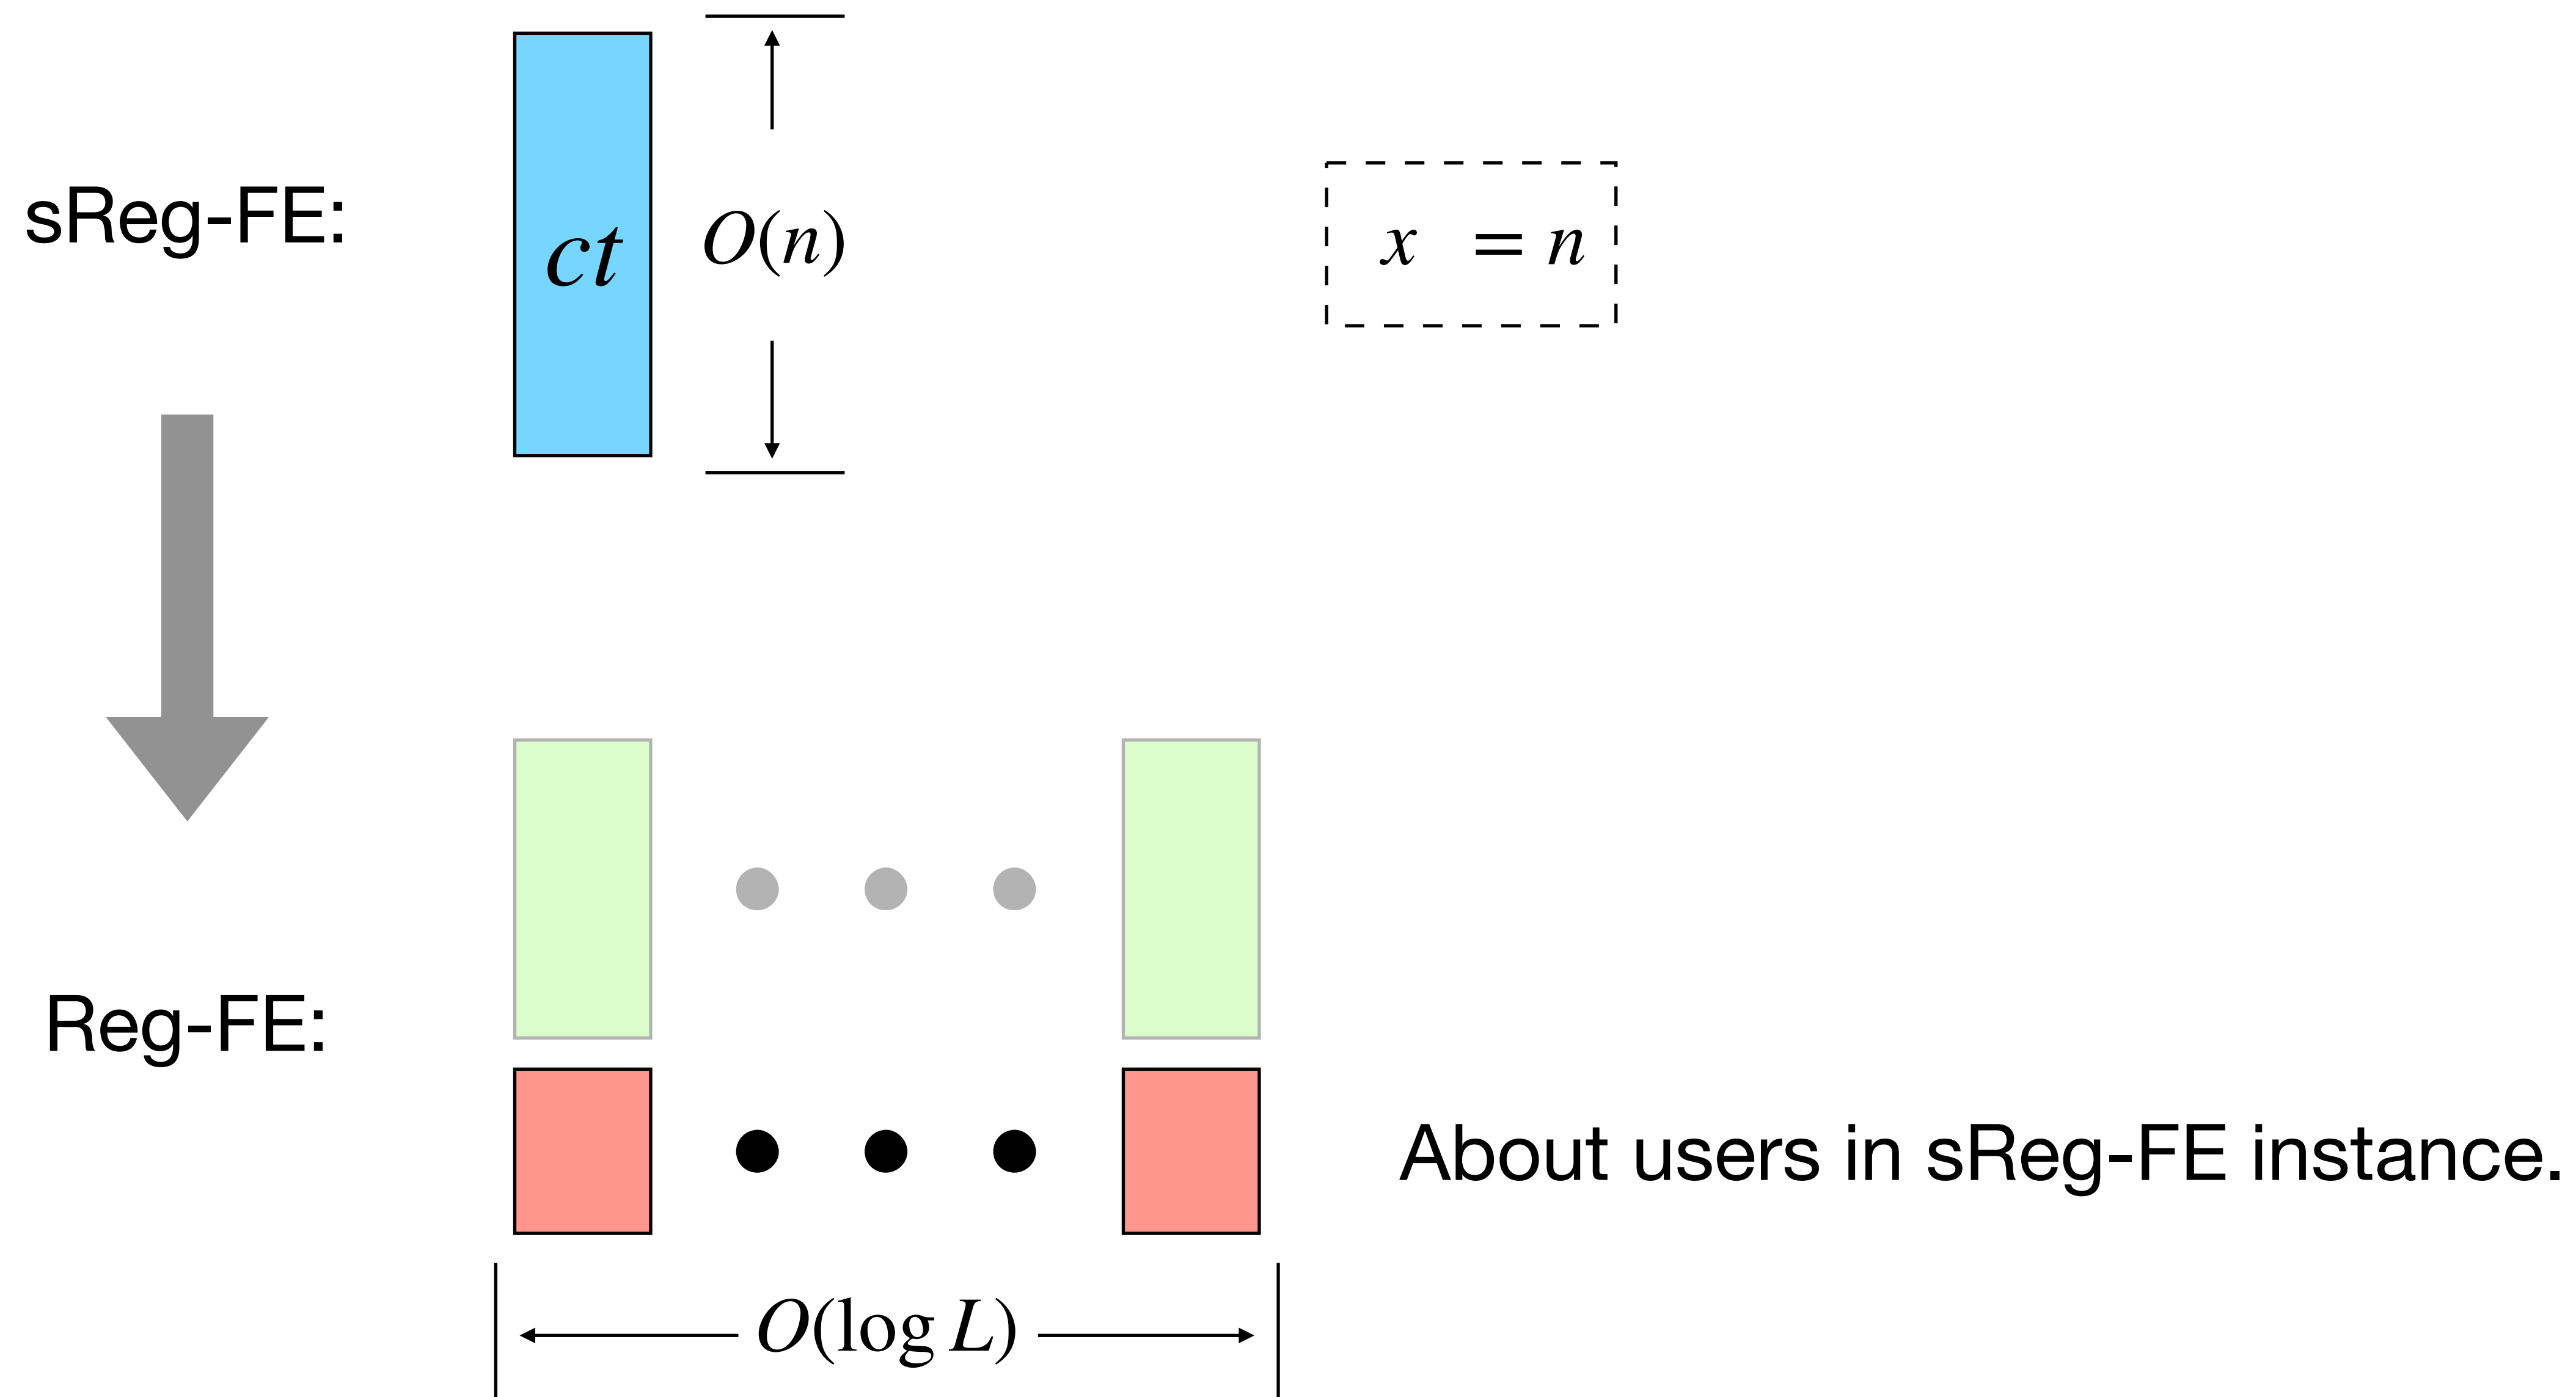 sReg-FE:
ct
O(n)
x = n
Reg-FE:
About users in sReg-FE instance.
O(log L)